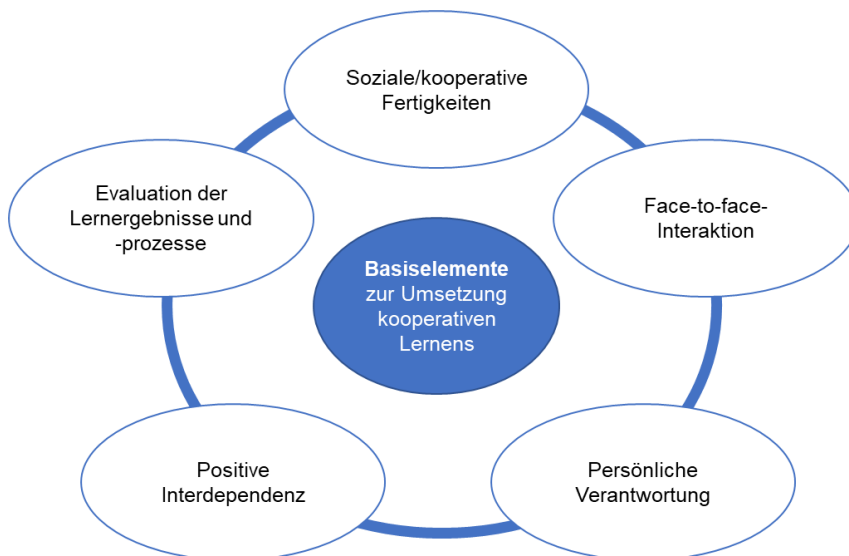 Soziale/kooperative
Fertigkeiten
Evaluation der
Lernergebnisse und
-prozesse
Face-to-face-
Interaktion
Basiselemente
zur Umsetzung
kooperativen
Lernens
Positive
Interdependenz
Persönliche
Verantwortung